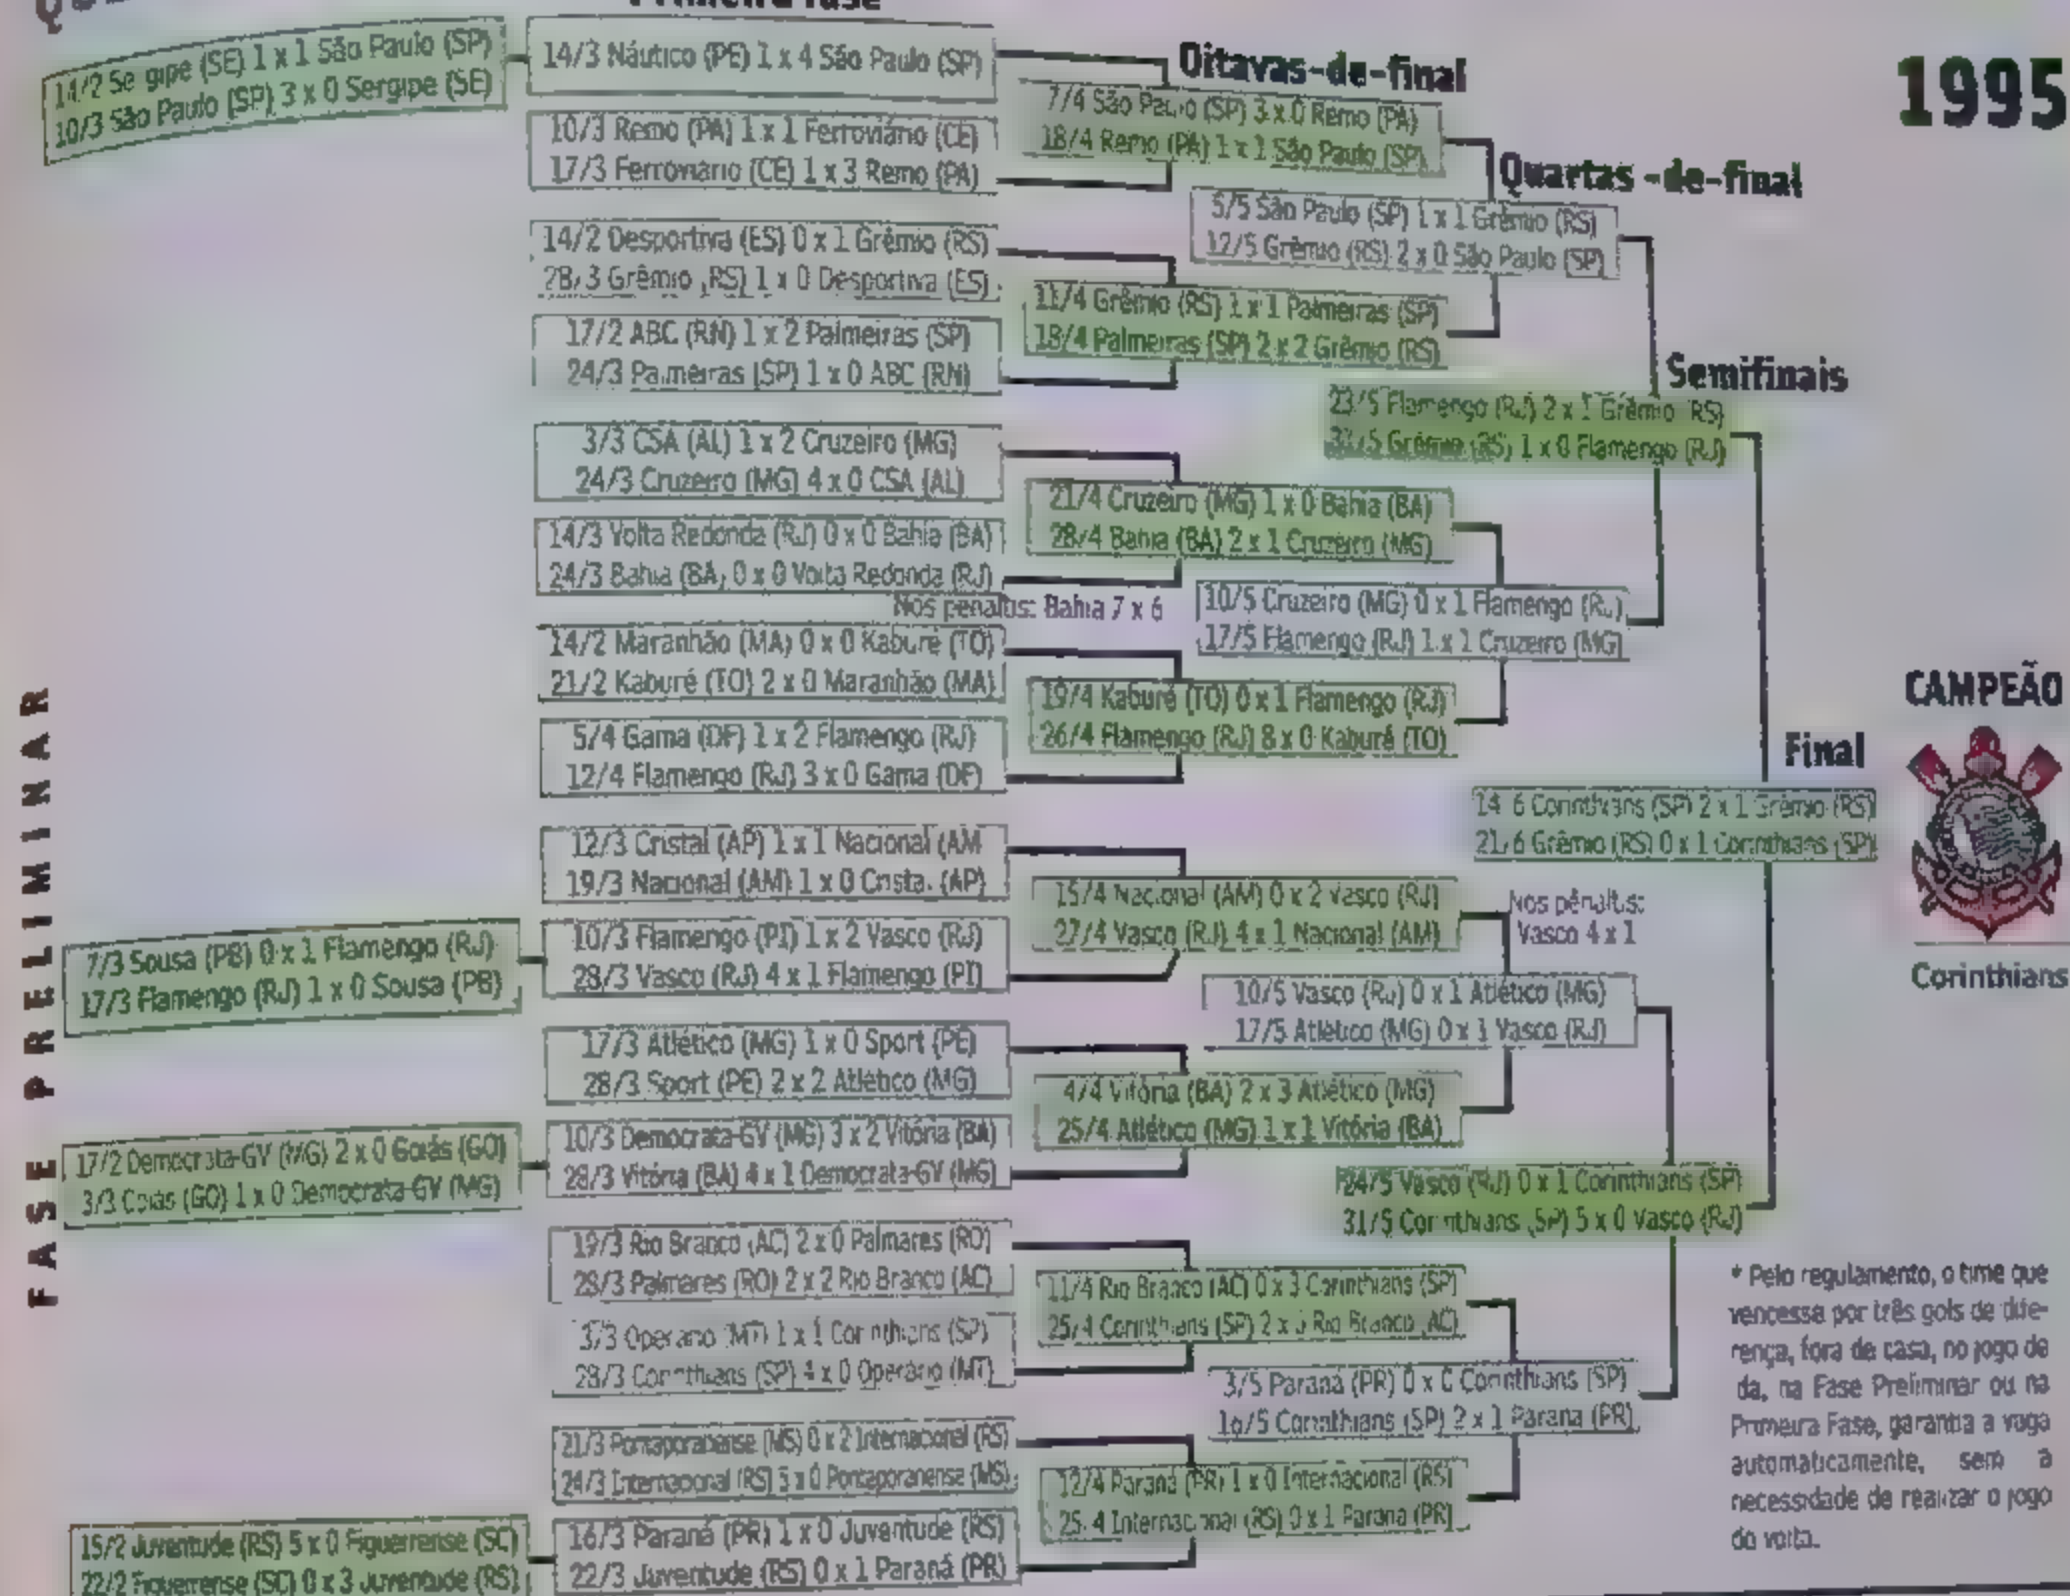 Primeira fase
1995
14/2 Se gipe (SE) 1 x 1 São Paulo (SP)
10/3 São Paulo (SP) 3 x 0 Sergipe (SE)
14/3 Náutico (PE) 1 x 4 São Paulo (SP)
10/3 Remo (PA) 1 x 1 Ferroviário (CE)
17/3 Ferroviario (CE) 1 x 3 Remo (PA)
14/2 Desportiva (ES) 0 x 1 Grêmio (RS)
28/3 Grêmio (RS) 1 x 0 Desportiva (ES)
17/2 ABC (RN) 1 x 2 Palmeiras (SP)
24/3 Palmeiras (SP) 1 x 0 ABC (RN)
3/3 CSA (AL) 1 x 2 Cruzeiro (MG)
24/3 Cruzeiro (MG) 4 x 0 CSA (AL)
14/3 Volta Redonda (RJ) 0 x 0 Bahia (BA)
24/3 Bahia (BA) 0 x 0 Volta Redonda (RJ)
Nos penaltis: Bahia 7 x 6
14/2 Maranhão (MA) 0 x 0 Kaburé (TO)
21/2 Kaburé (TO) 2 x 0 Maranhão (MA)
5/4 Gama (DF) 1 x 2 Flamengo (RJ)
12/4 Flamengo (RJ) 3 x 0 Gama (DF)
12/3 Cristal (AP) 1 x 1 Nacional (AM
19/3 Nacional (AM) 1 x 0 Crista. (AP)
FASE PRELIMINAR
7/3 Sousa (PB) 0 x 1 Flamengo (RJ)
17/3 Flamengo (RJ) 1 x 0 Sousa (PB)
10/3 Flamengo (PI) 1 x 2 Vasco (RJ)
28/3 Vasco (RJ) 4 x 1 Flamengo (PI)
17/3 Atlético (MG) 1 x 0 Sport (PE)
28/3 Sport (PE) 2 x 2 Atlético (MG)
17/2 Democrata-GV (MG) 2 x 0 Goiás (GO)
3/3 Goiás (GO) 1 x 0 Democrata-GV (MG)
10/3 Democrata-GV (MG) 3 x 2 Vitória (BA)
28/3 Vitória (BA) 4 x 1 Democrata-GV (MG)
19/3 Rio Branco (AC) 2 x 0 Palmares (RO)
28/3 Palmares (RO) 2 x 2 Rio Branco (AC)
3/3 Operário (MT) 1 x 1 Corinthians (SP)
28/3 Corinthians (SP) 4 x 0 Operário (MT)
21/3 Pontaporanense (MS) 0 x 2 Internacional (RS)
24/3 Internacional (RS) 5 x 0 Pontaporanense (MS)
15/2 Juventude (RS) 5 x 0 Figueirense (SC)
22/2 Figueirense (SC) 0 x 3 Juventude (RS)
16/3 Paraná (PR) 1 x 0 Juventude (RS)
22/3 Juventude (RS) 0 x 1 Paraná (PR)
Oitavas-de-final
7/4 São Paulo (SP) 3 x 0 Remo (PA)
18/4 Remo (PA) 1 x 1 São Paulo (SP)
11/4 Grêmio (RS) 1 x 1 Palmeiras (SP)
18/4 Palmeiras (SP) 2 x 2 Grêmio (RS)
21/4 Cruzeiro (MG) 1 x 0 Bahia (BA)
28/4 Bahia (BA) 2 x 1 Cruzeiro (MG)
19/4 Kaburé (TO) 0 x 1 Flamengo (RJ)
26/4 Flamengo (RJ) 8 x 0 Kaburé (TO)
15/4 Nacional (AM) 0 x 2 Vasco (RJ)
27/4 Vasco (RJ) 4 x 1 Nacional (AM)
4/4 Vitória (BA) 2 x 3 Atlético (MG)
25/4 Atlético (MG) 1 x 1 Vitória (BA)
11/4 Rio Branco (AC) 0 x 3 Corinthians (SP)
25/4 Corinthians (SP) 2 x Rio Branco (AC)
12/4 Paraná (PR) 1 x 0 Internacional (RS)
25/4 Internacional (RS) 0 x 1 Parana (PR)
Quartas-de-final
5/5 São Paulo (SP) 1 x 1 Grêmio (RS)
12/5 Grêmio (RS) 2 x 0 São Paulo (SP)
10/5 Cruzeiro (MG) 0 x 1 Flamengo (RJ)
17/5 Flamengo (RJ) 1 x 1 Cruzeiro (MG)
Nos pênaltis:
Vasco 4 x 1
10/5 Vasco (RJ) 0 x 1 Atlético (MG)
17/5 Atlético (MG) 0 x 1 Vasco (RJ)
3/5 Paraná (PR) 0 x 0 Corinthians (SP)
16/5 Corinthians (SP) 2 x 1 Parana (PR)
Semifinais
23/5 Flamengo (RJ) 2 x 1 Grêmio (RS)
31/5 Grêmio (RS) 1 x 0 Flamengo (RJ)
24/5 Vasco (RJ) 0 x 1 Corinthians (SP)
31/5 Corinthians (SP) 5 x 0 Vasco (RJ)
Final
14/6 Corinthians (SP) 2 x 1 Grêmio (RS)
21/6 Grêmio (RS) 0 x 1 Corinthians (SP)
CAMPEÃO
Corinthians
* Pelo regulamento, o time que
vencesse por três gols de dife-
rença, fora de casa, no jogo de
da, na Fase Preliminar ou na
Primeira Fase, garantia a vaga
automaticamente, sem a
necessidade de realizar o jogo
do volta.